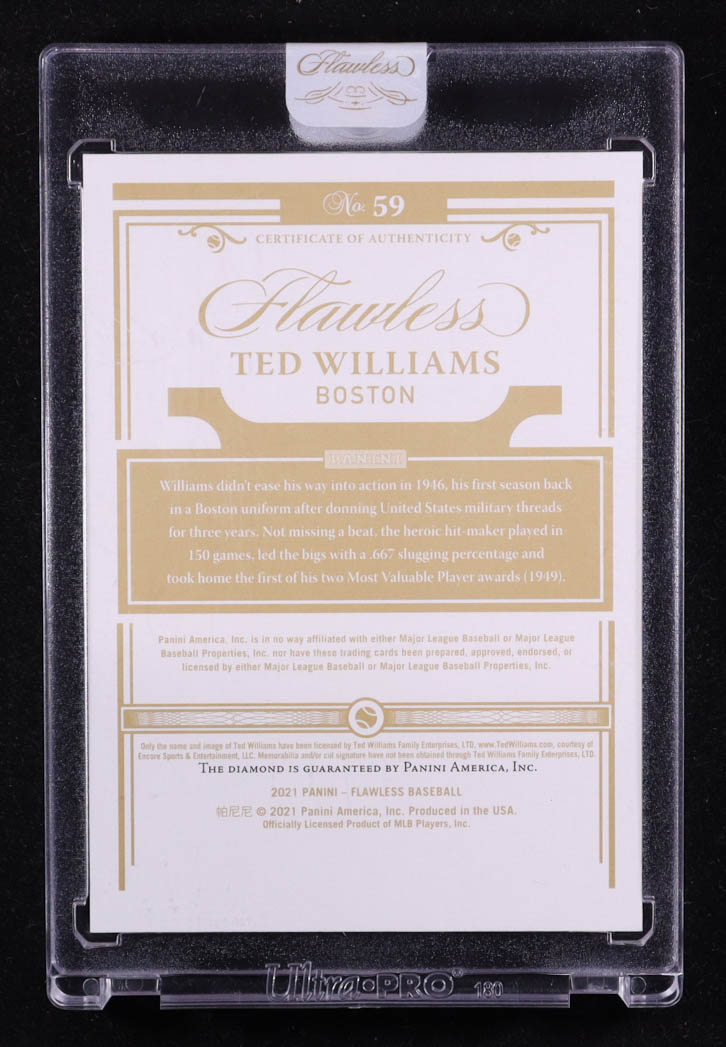 Flawless
No. 59
CERTIFICATE OF AUTHENTICITY
Flawless
TED WILLIAMS
BOSTON
PANINI
Williams didn't ease his way into action in 1946, his first season back
in a Boston uniform after donning United States military threads
for three years. Not missing a beat, the heroic hit-maker played in
150 games, led the bigs with a .667 slugging percentage and
took home the first of his two Most Valuable Player awards (1949).
Panini America, Inc. is in no way affiliated with either Major League Baseball or Major League
Baseball Properties, Inc. nor have these trading cards been prepared, approved, endorsed, or
licensed by either Major League Baseball or Major League Baseball Properties, Inc.
Only the name and image of Ted Williams have been licensed by Ted Williams Family Enterprises, LTD. www.TedWilliams.com, courtesy of
Encore Sports & Entertainment, LLC. Memorabilia and/or cut signature have not been obtained through Ted Williams Family Enterprises, LTD.
THE DIAMOND IS GUARANTEED BY PANINI AMERICA, INC.
2021 PANINI – FLAWLESS BASEBALL
帕尼尼 © 2021 Panini America, Inc. Produced in the USA.
Officially Licensed Product of MLB Players, Inc.
Ultra•PRO® 180